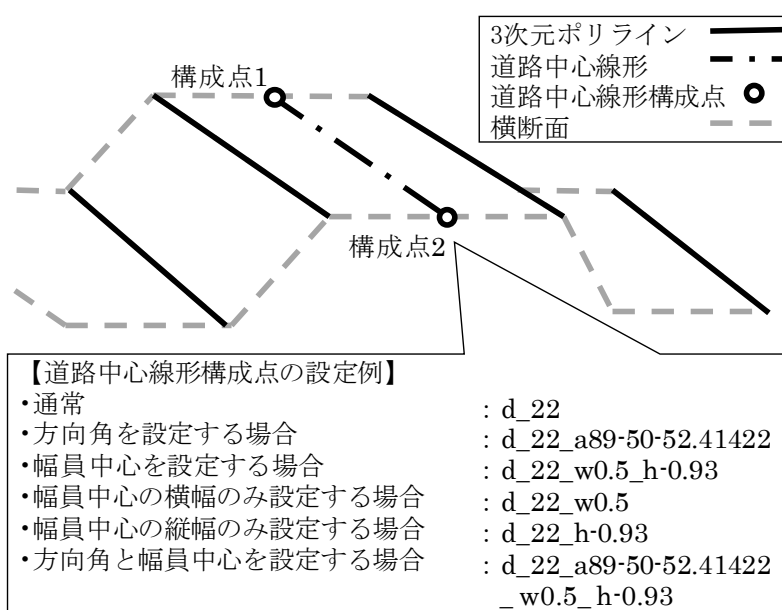 3次元ポリライン
道路中心線形
道路中心線形構成点
横断面
構成点1
構成点2
【道路中心線形構成点の設定例】
・通常 : d_22
・方向角を設定する場合 : d_22_a89-50-52.41422
・幅員中心を設定する場合 : d_22_w0.5_h-0.93
・幅員中心の横幅のみ設定する場合 : d_22_w0.5
・幅員中心の縦幅のみ設定する場合 : d_22_h-0.93
・方向角と幅員中心を設定する場合 : d_22_a89-50-52.41422
_w0.5_h-0.93